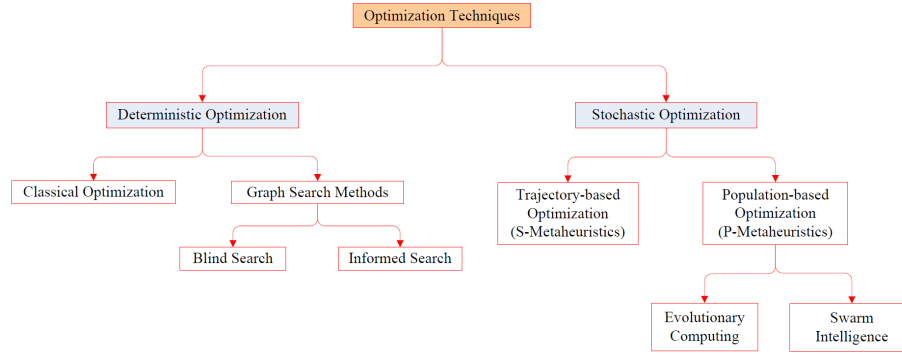 Optimization Techniques
Deterministic Optimization
Stochastic Optimization
Classical Optimization
Graph Search Methods
Trajectory-based
Optimization
(S-Metaheuristics)
Population-based
Optimization
(P-Metaheuristics)
Blind Search
Informed Search
Evolutionary
Computing
Swarm
Intelligence